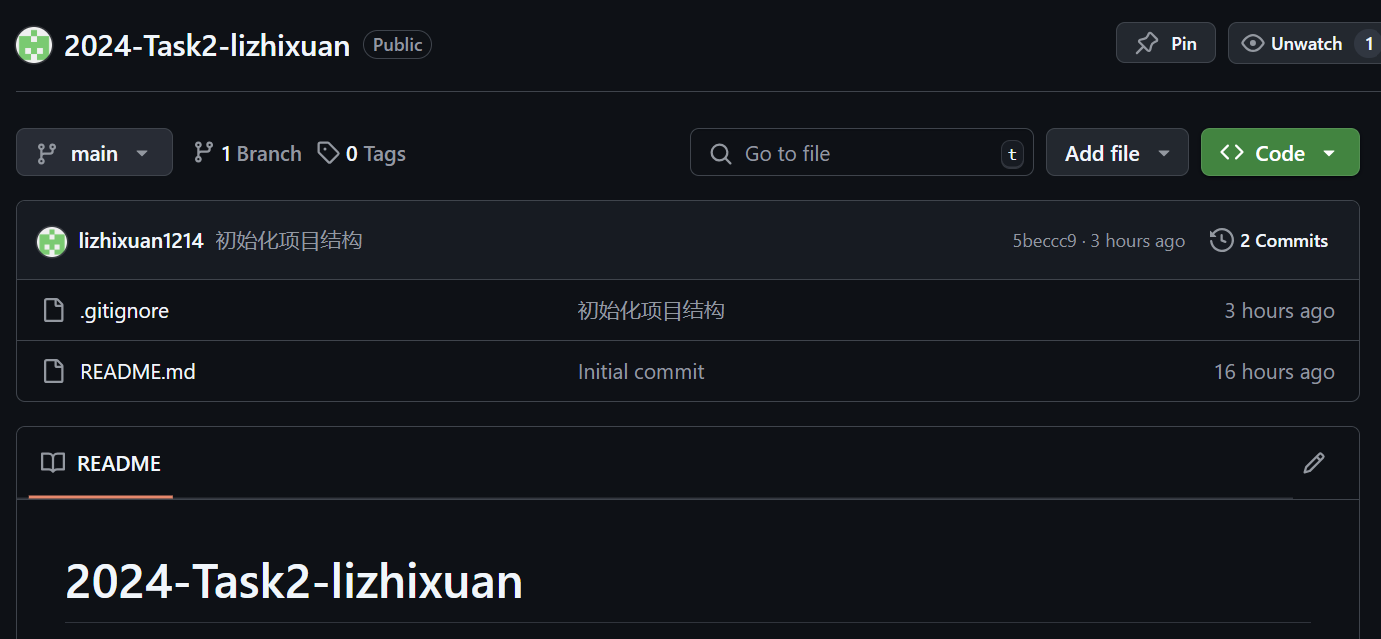 2024-Task2-lizhixuan Public Pin Unwatch 1
main 1 Branch 0 Tags Go to file t Add file Code
lizhixuan1214 初始化项目结构 5beccc9 · 3 hours ago 2 Commits
.gitignore 初始化项目结构 3 hours ago
README.md Initial commit 16 hours ago
README
2024-Task2-lizhixuan